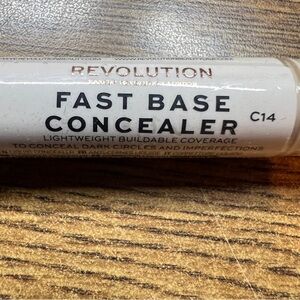 REVOLUTION
FAST BASE
CONCEALER C14
LIGHTWEIGHT BUILDABLE COVERAGE
TO CONCEAL DARK CIRCLES AND IMPERFECTIONS